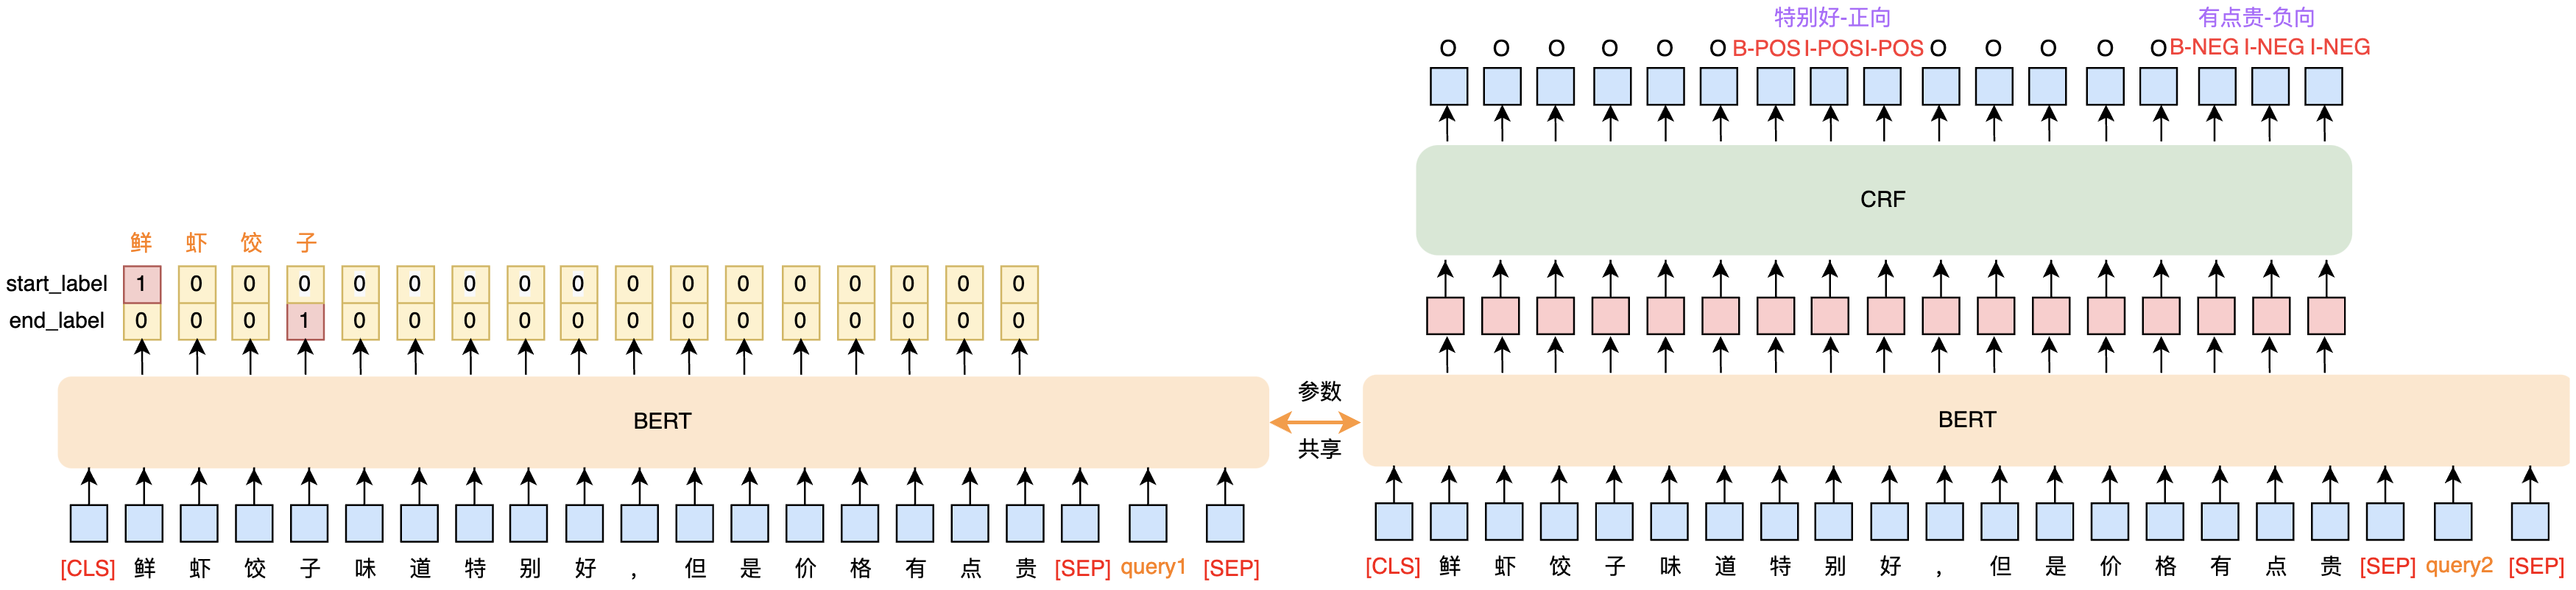 特别好-正向 有点贵-负向
O O O O O O B-POS I-POS I-POS O O O O O B-NEG I-NEG I-NEG
CRF
鲜 虾 饺 子
start_label 1 0 0 0 0 0 0 0 0 0 0 0 0 0 0 0 0
end_label 0 0 0 1 0 0 0 0 0 0 0 0 0 0 0 0 0
BERT
参数
共享
BERT
[CLS] 鲜 虾 饺 子 味 道 特 别 好 , 但 是 价 格 有 点 贵 [SEP] query1 [SEP]
[CLS] 鲜 虾 饺 子 味 道 特 别 好 , 但 是 价 格 有 点 贵 [SEP] query2 [SEP]